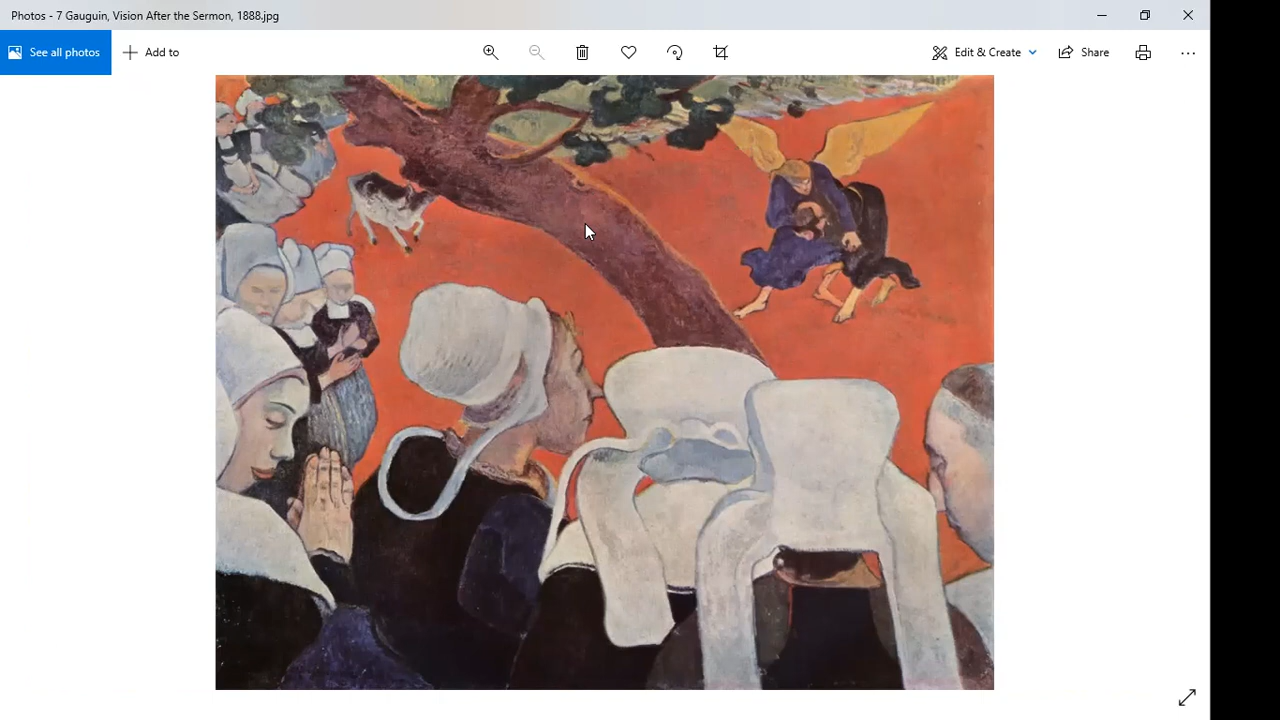 Photos - 7 Gauguin, Vision After the Sermon, 1888.jpg
See all photos
Add to
Edit & Create
Share